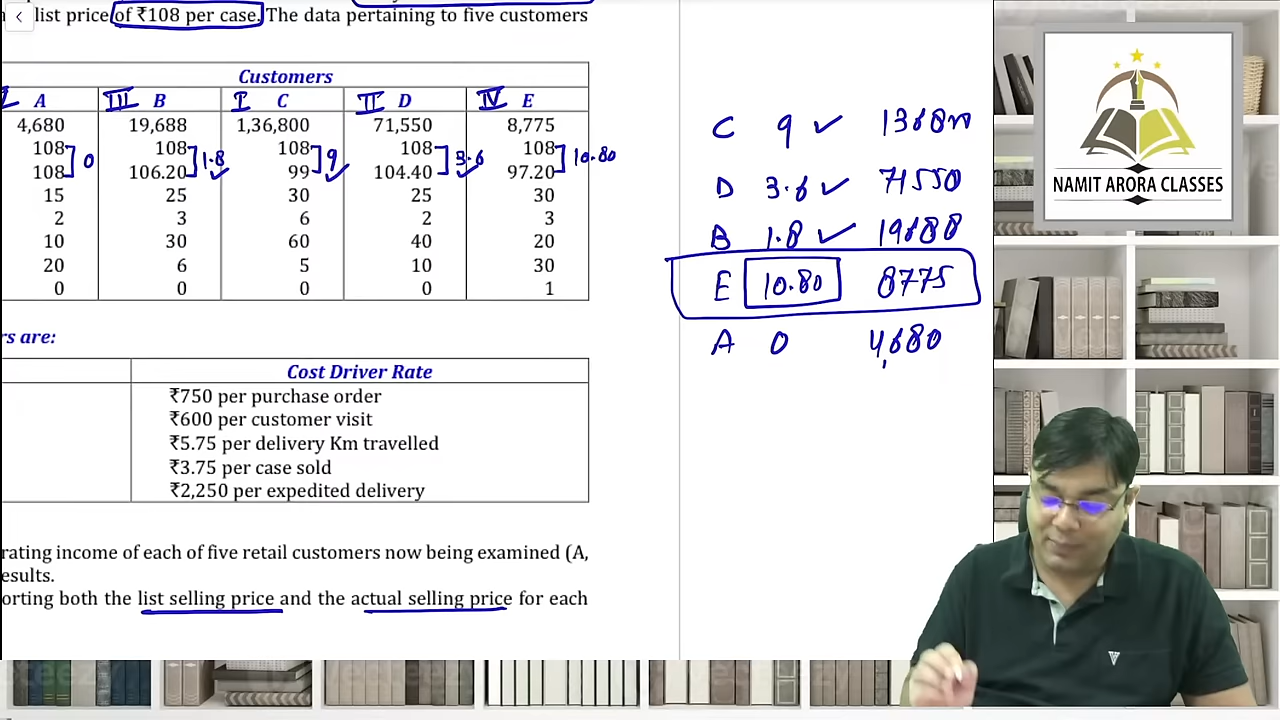 list price of ₹108 per case. The data pertaining to five customers
Customers
A III B I C II D IV E
4,680 19,688 1,36,800 71,550 8,775
108 108 108 108 108
0 1.8 9 3.6 10.80
108 106.20 99 104.40 97.20
15 25 30 25 30
2 3 6 2 3
10 30 60 40 20
20 6 5 10 30
0 0 0 0 1
rs are:
Cost Driver Rate
₹750 per purchase order
₹600 per customer visit
₹5.75 per delivery Km travelled
₹3.75 per case sold
₹2,250 per expedited delivery
rating income of each of five retail customers now being examined (A,
esults.
orting both the list selling price and the actual selling price for each
C 9 ✓ 136800
D 3.6 ✓ 71550
B 1.8 ✓ 19688
E 10.80 8775
A 0 4,680
NAMIT ARORA CLASSES